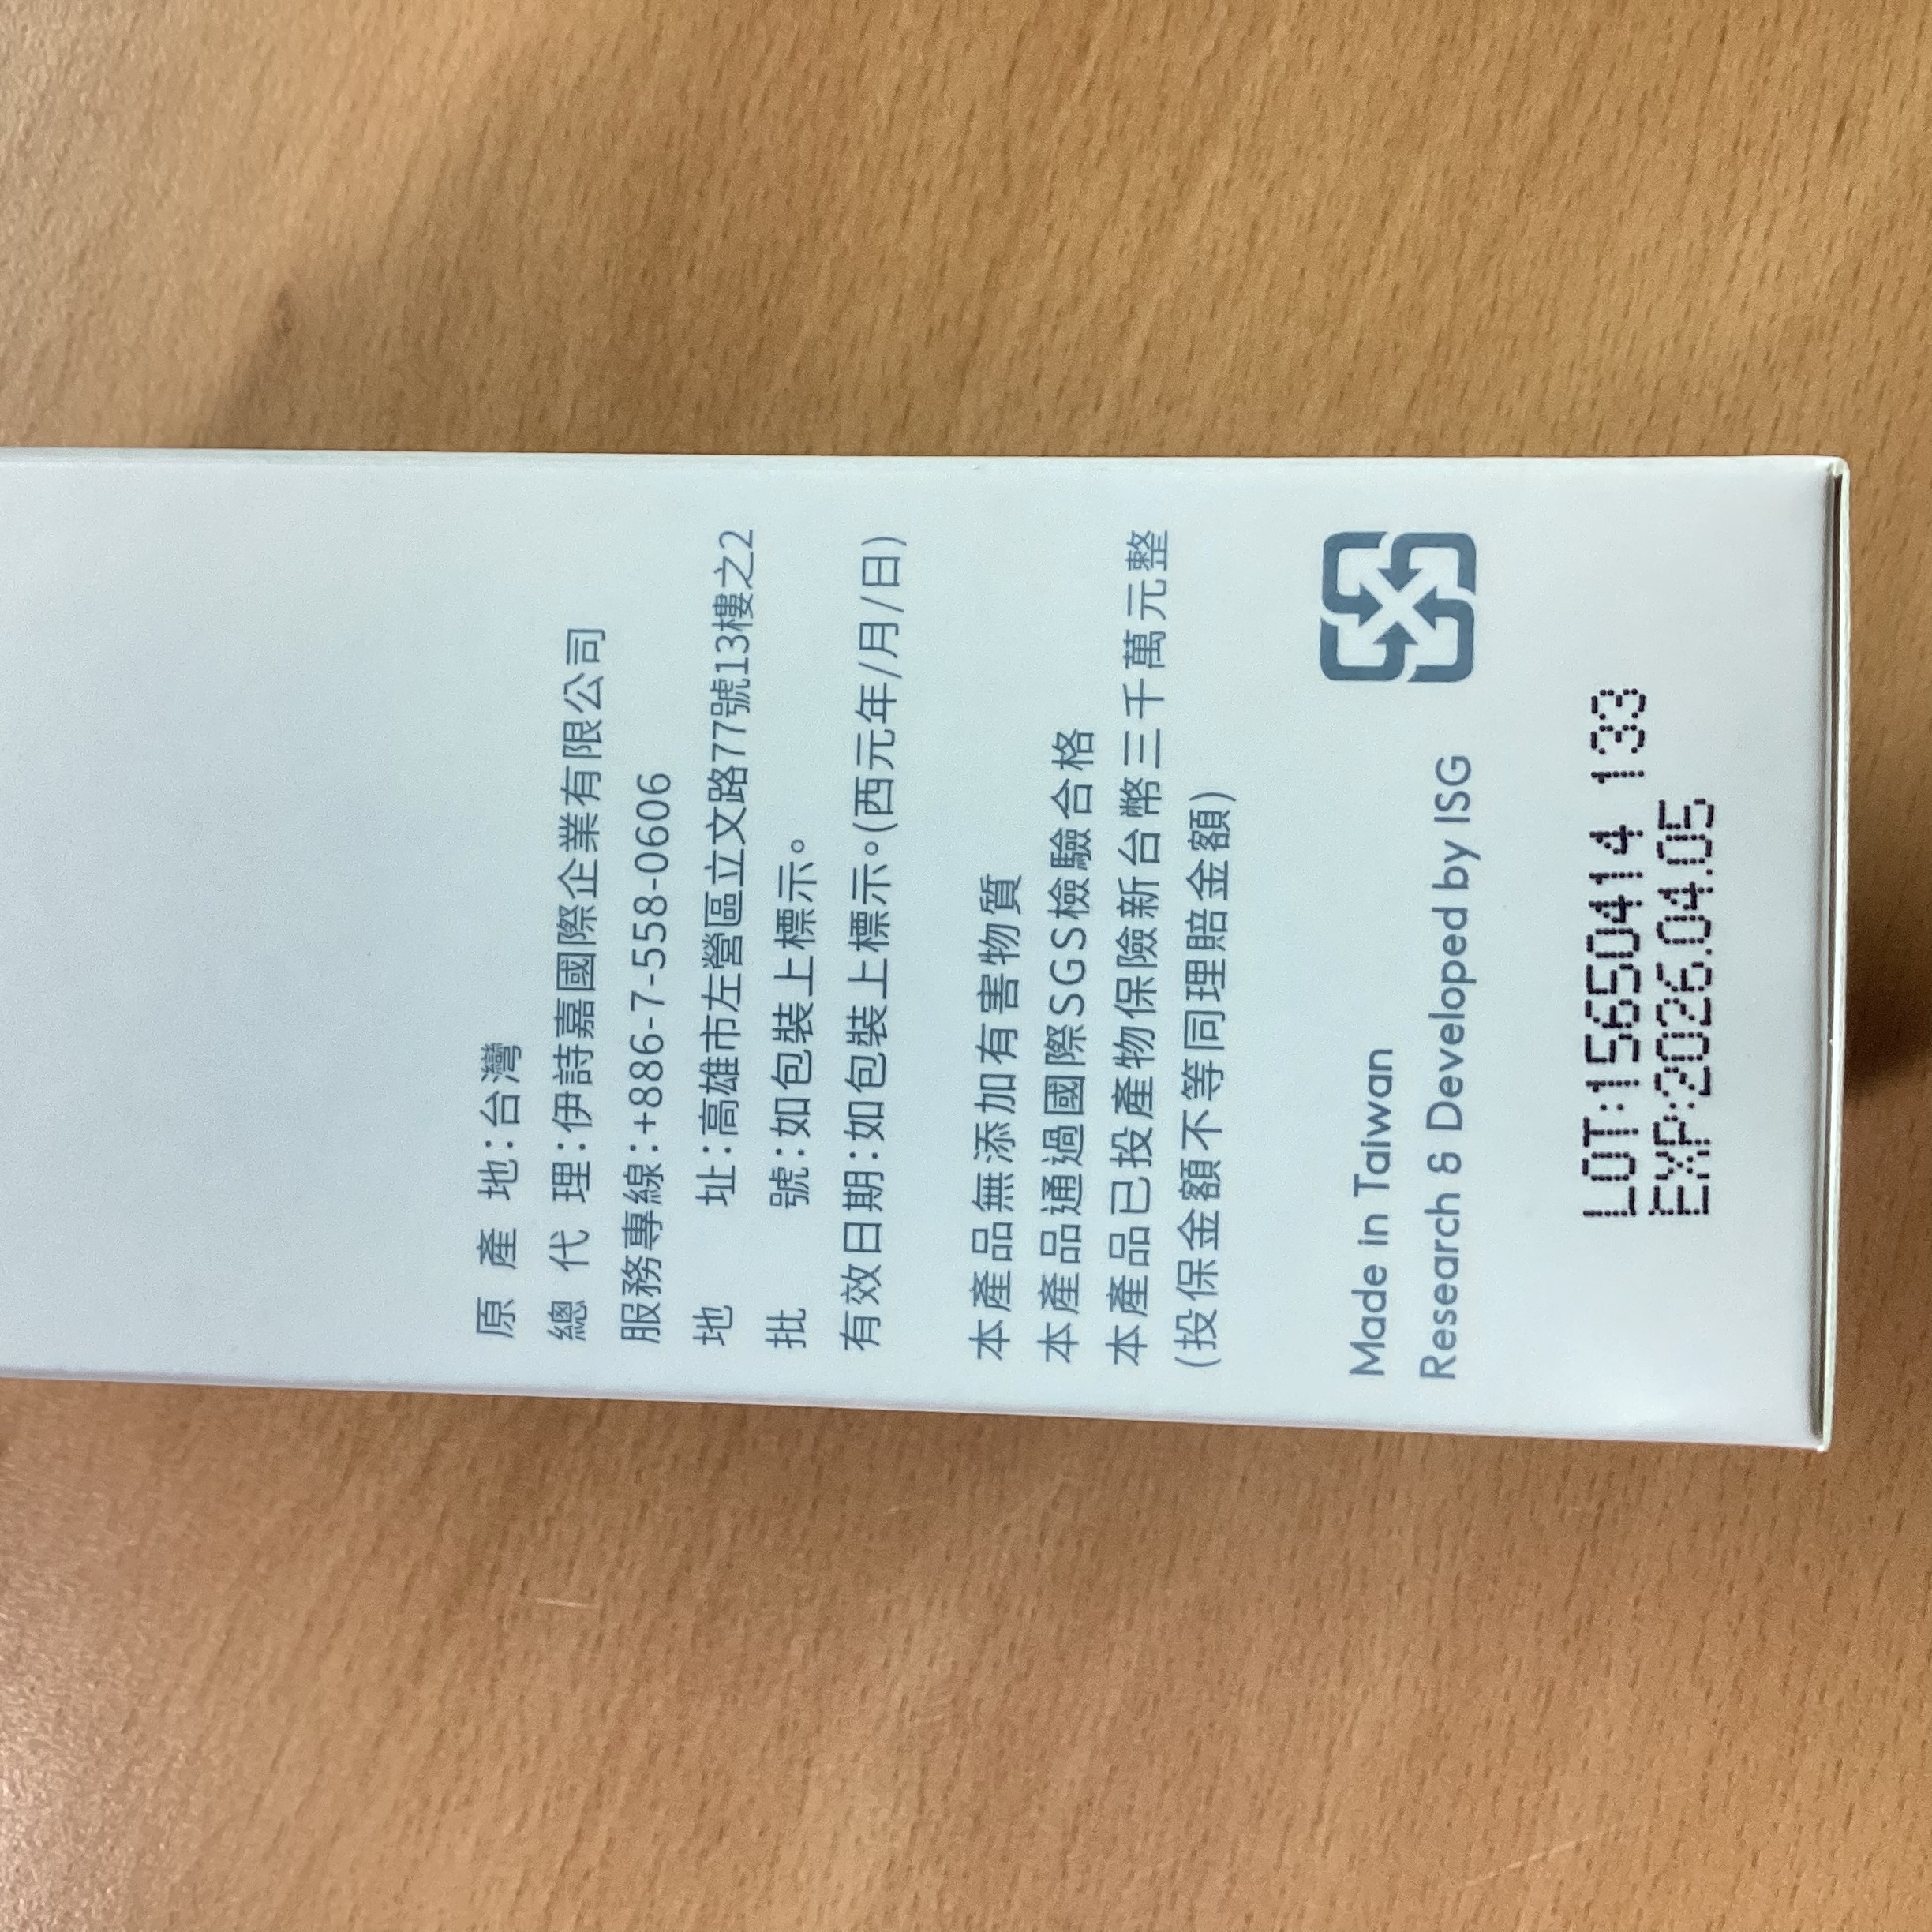 原產地:台灣
總代理:伊詩嘉國際企業有限公司
服務專線:+886-7-558-0606
地址:高雄市左營區立文路77號13樓之2
批號:如包裝上標示。
有效日期:如包裝上標示。(西元年/月/日)
本產品無添加有害物質
本產品通過國際SGS檢驗合格
本產品已投產物保險新台幣三千萬元整
(投保金額不等同理賠金額)
Made in Taiwan
Research & Developed by ISG
LOT:15650414 133
EXP:2026.04.05